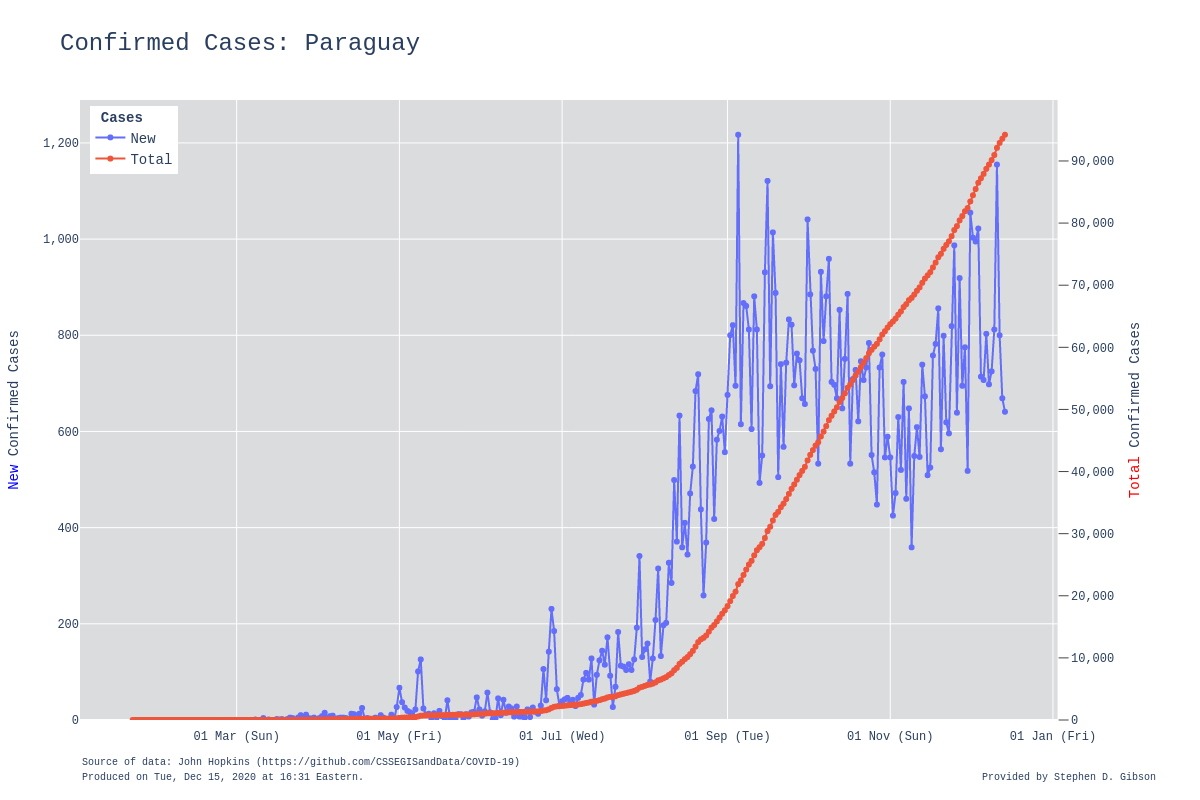 Confirmed Cases: Paraguay
Cases
New
Total
1,200
1,000
800
600
400
200
0
New Confirmed Cases
90,000
80,000
70,000
60,000
50,000
40,000
30,000
20,000
10,000
0
Total Confirmed Cases
01 Mar (Sun) 01 May (Fri) 01 Jul (Wed) 01 Sep (Tue) 01 Nov (Sun) 01 Jan (Fri)
Source of data: John Hopkins (https://github.com/CSSEGISandData/COVID-19)
Produced on Tue, Dec 15, 2020 at 16:31 Eastern.
Provided by Stephen D. Gibson